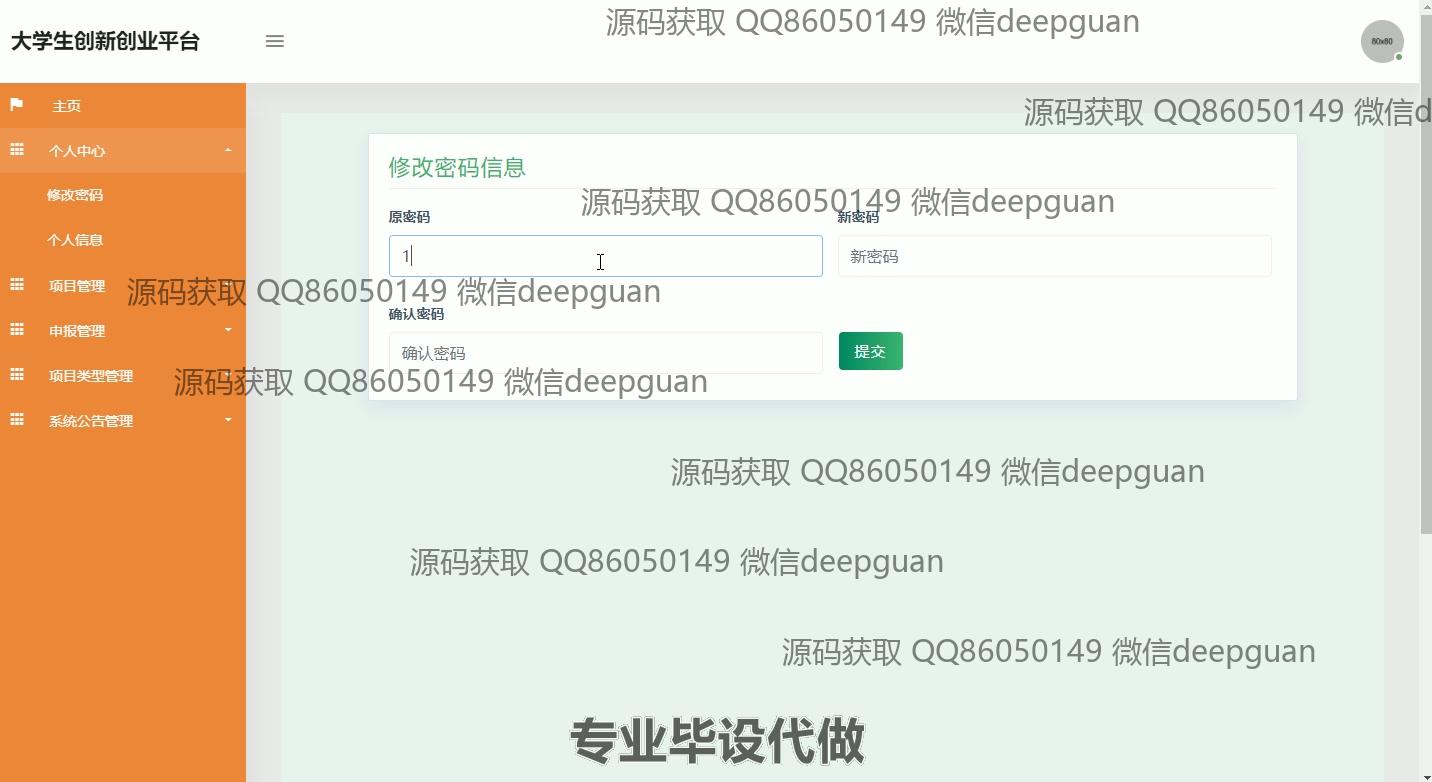 源码获取 QQ86050149 微信deepguan
大学生创新创业平台
80x80
主页
源码获取 QQ86050149 微信d
个人中心
修改密码信息
修改密码
源码获取 QQ86050149 微信deepguan
原密码
新密码
个人信息
1
新密码
项目管理
源码获取 QQ86050149 微信deepguan
确认密码
申报管理
确认密码
提交
项目类型管理
源码获取 QQ86050149 微信deepguan
系统公告管理
源码获取 QQ86050149 微信deepguan
源码获取 QQ86050149 微信deepguan
源码获取 QQ86050149 微信deepguan
专业毕设代做